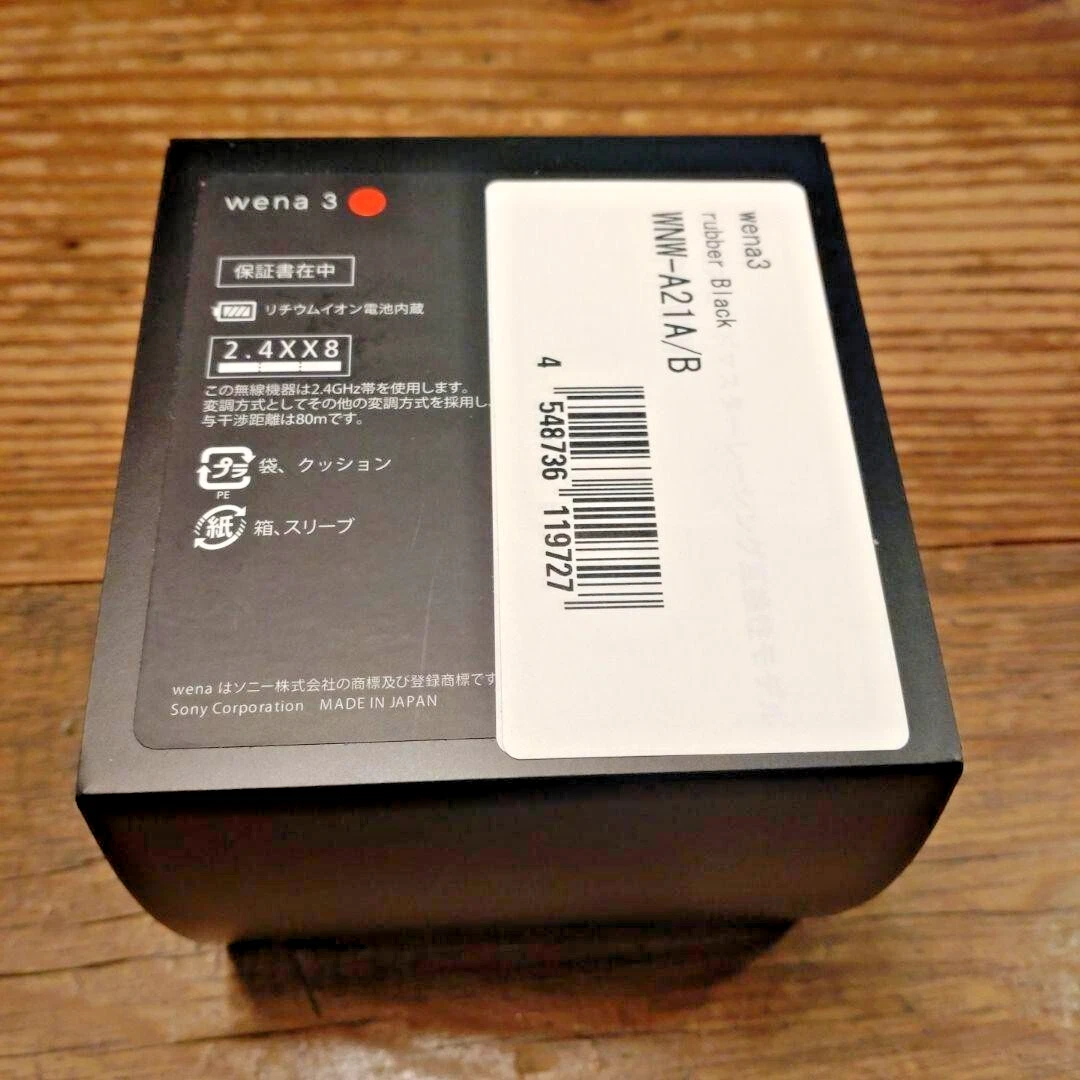 wena 3
保証書在中
リチウムイオン電池内蔵
2.4XX8
この無線機器は2.4GHz帯を使用します。
変調方式としてその他の変調方式を採用し、
与干渉距離は80mです。
プラ
PE
袋、クッション
紙
箱、スリーブ
wena はソニー株式会社の商標及び登録商標です
Sony Corporation MADE IN JAPAN
wena3
rubber Black
WNW-A21A/B
4 548736 119727